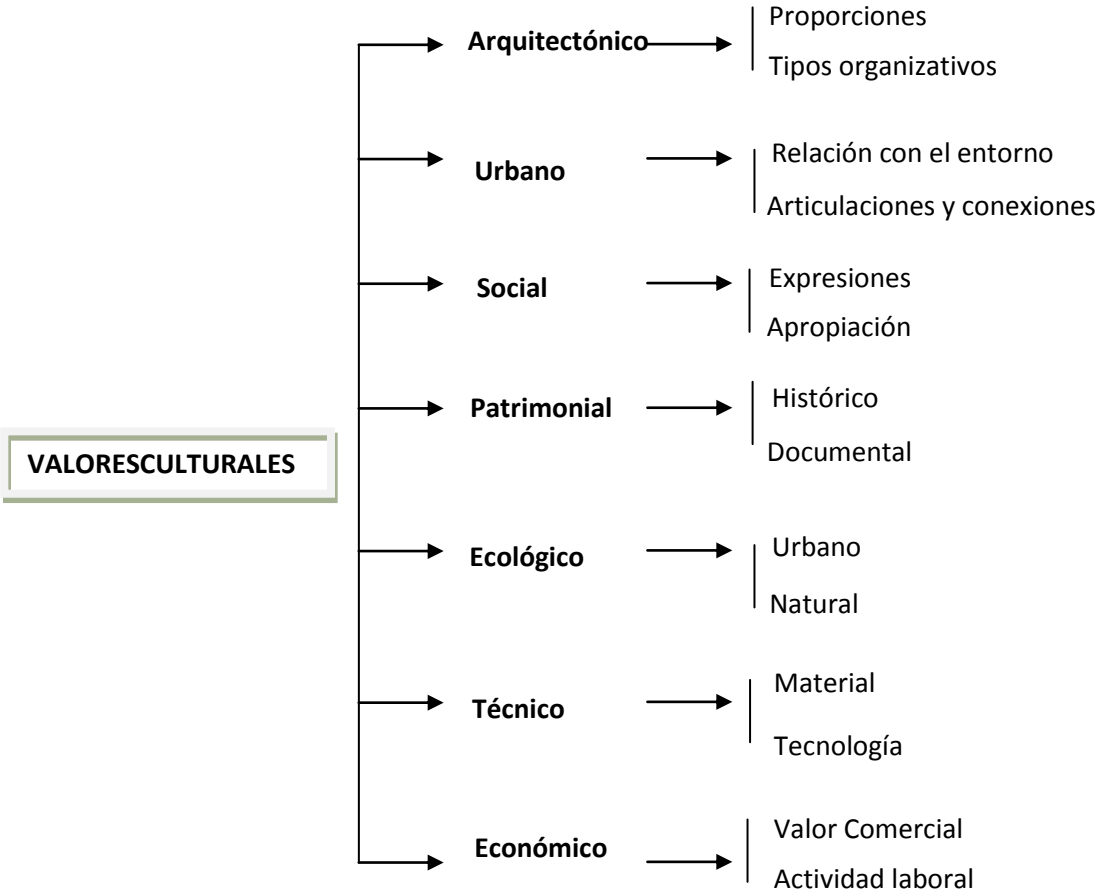 Proporciones
Arquitectónico
Tipos organizativos
Relación con el entorno
Urbano
Articulaciones y conexiones
Expresiones
Social
Apropiación
Histórico
Patrimonial
Documental
VALORESCULTURALES
Urbano
Ecológico
Natural
Material
Técnico
Tecnología
Valor Comercial
Económico
Actividad laboral